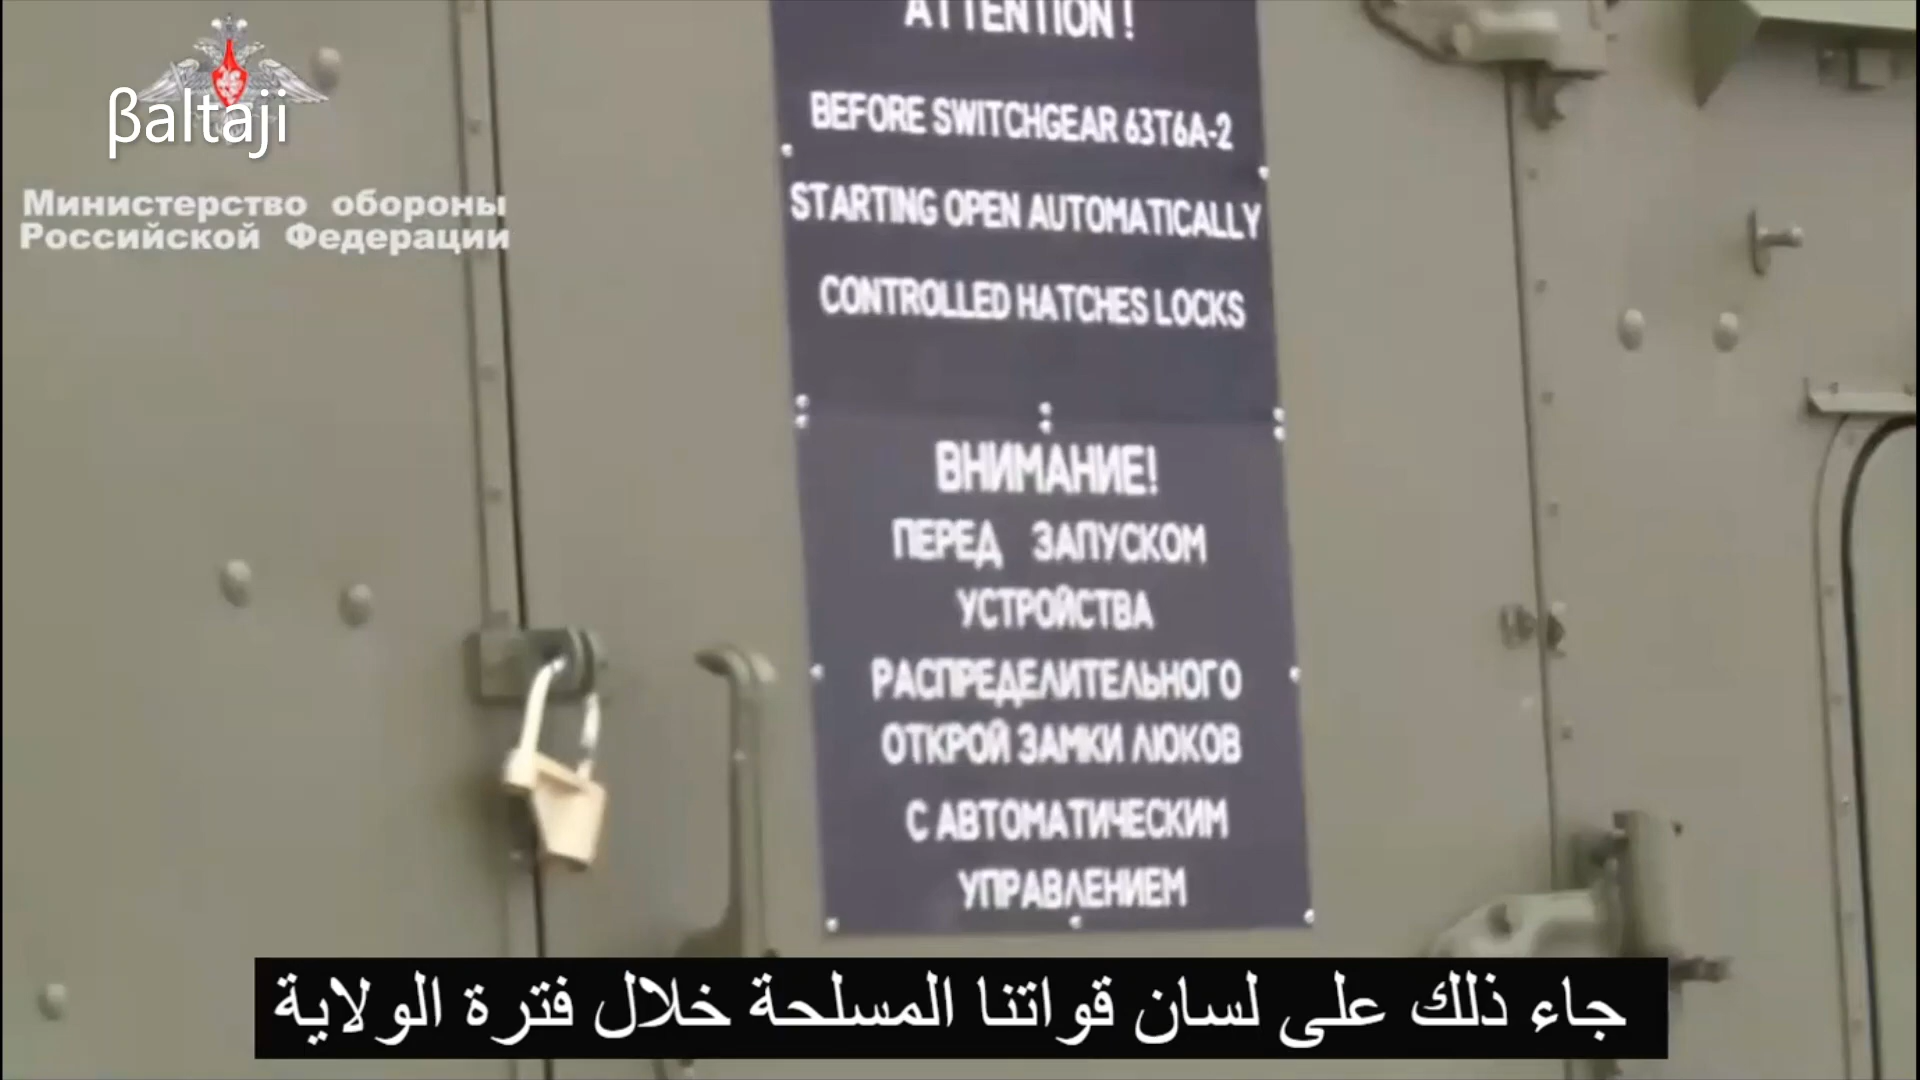 βaltaji
Министерство обороны
Российской Федерации
ATTENTION!
BEFORE SWITCHGEAR 63T6A-2
STARTING OPEN AUTOMATICALLY
CONTROLLED HATCHES LOCKS
ВНИМАНИЕ!
ПЕРЕД ЗАПУСКОМ
УСТРОЙСТВА
РАСПРЕДЕЛИТЕЛЬНОГО
ОТКРОЙ ЗАМКИ ЛЮКОВ
С АВТОМАТИЧЕСКИМ
УПРАВЛЕНИЕМ
جاء ذلك على لسان قواتنا المسلحة خلال فترة الولاية